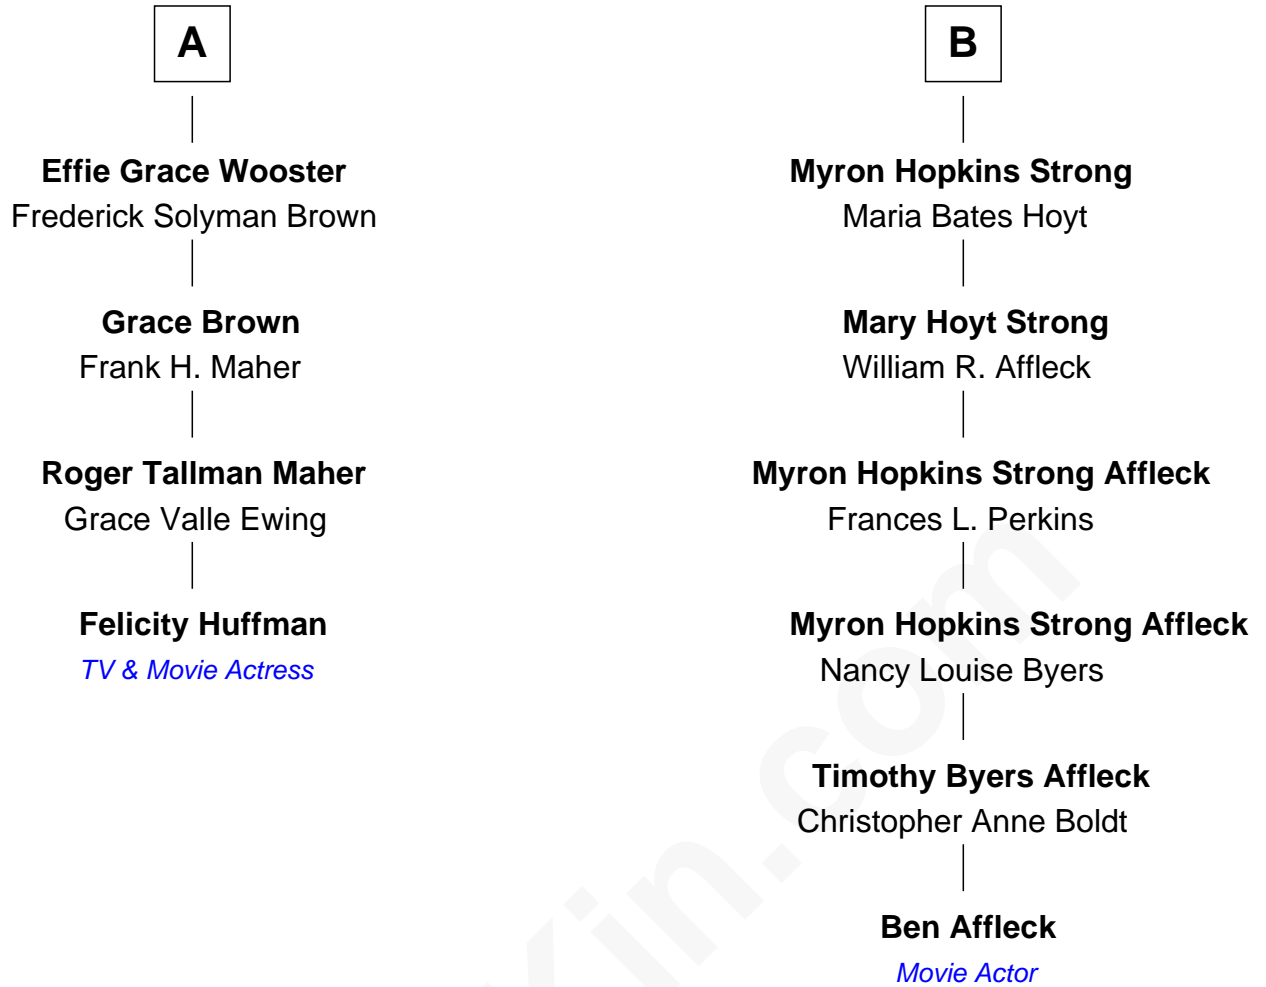 A
Effie Grace Wooster
Frederick Solyman Brown
Grace Brown
Frank H. Maher
Roger Tallman Maher
Grace Valle Ewing
Felicity Huffman
TV & Movie Actress
B
Myron Hopkins Strong
Maria Bates Hoyt
Mary Hoyt Strong
William R. Affleck
Myron Hopkins Strong Affleck
Frances L. Perkins
Myron Hopkins Strong Affleck
Nancy Louise Byers
Timothy Byers Affleck
Christopher Anne Boldt
Ben Affleck
Movie Actor
Kin.com